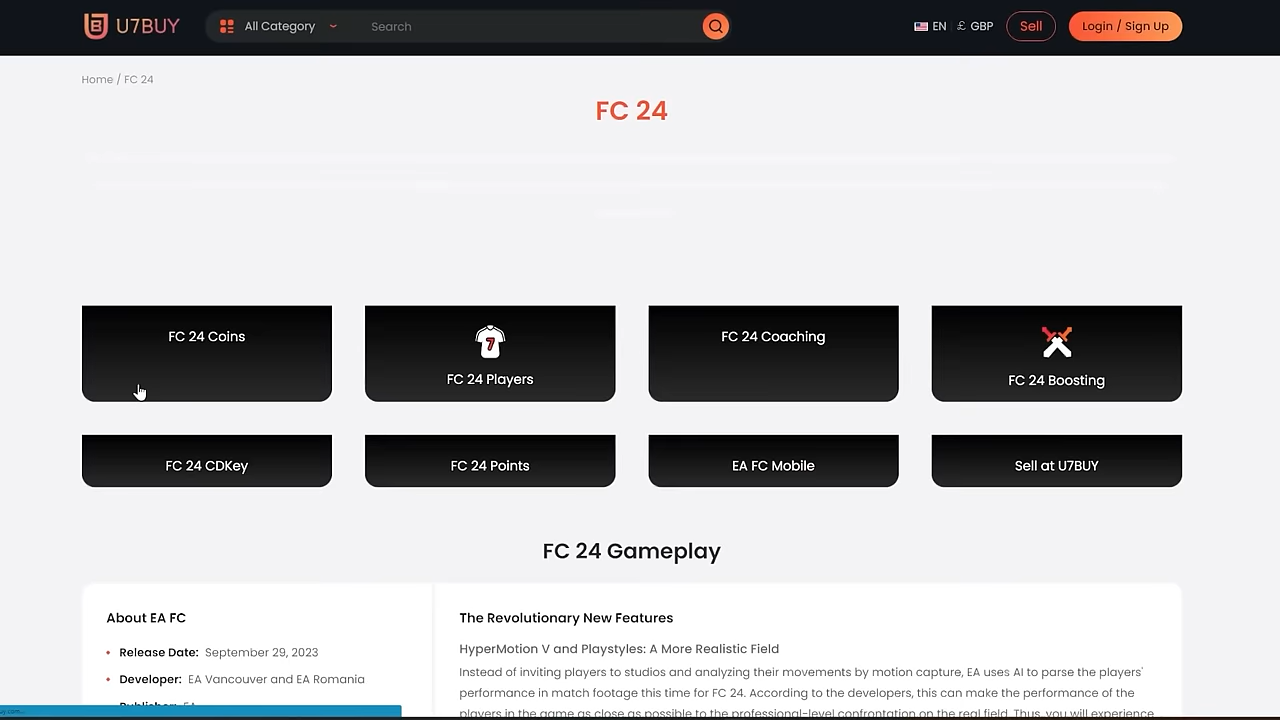 U7BUY
All Category
Search
EN
£ GBP
Sell
Login / Sign Up
Home / FC 24
FC 24
FC 24 Coins
7
FC 24 Players
FC 24 Coaching
FC 24 Boosting
FC 24 CDKey
FC 24 Points
EA FC Mobile
Sell at U7BUY
FC 24 Gameplay
About EA FC
Release Date: September 29, 2023
Developer: EA Vancouver and EA Romania
Publisher: EA
The Revolutionary New Features
HyperMotion V and Playstyles: A More Realistic Field
Instead of inviting players to studios and analyzing their movements by motion capture, EA uses AI to parse the players'
performance in match footage this time for FC 24. According to the developers, this can make the performance of the
players in the game as close as possible to the professional-level confrontation on the real field. Thus, you will experience